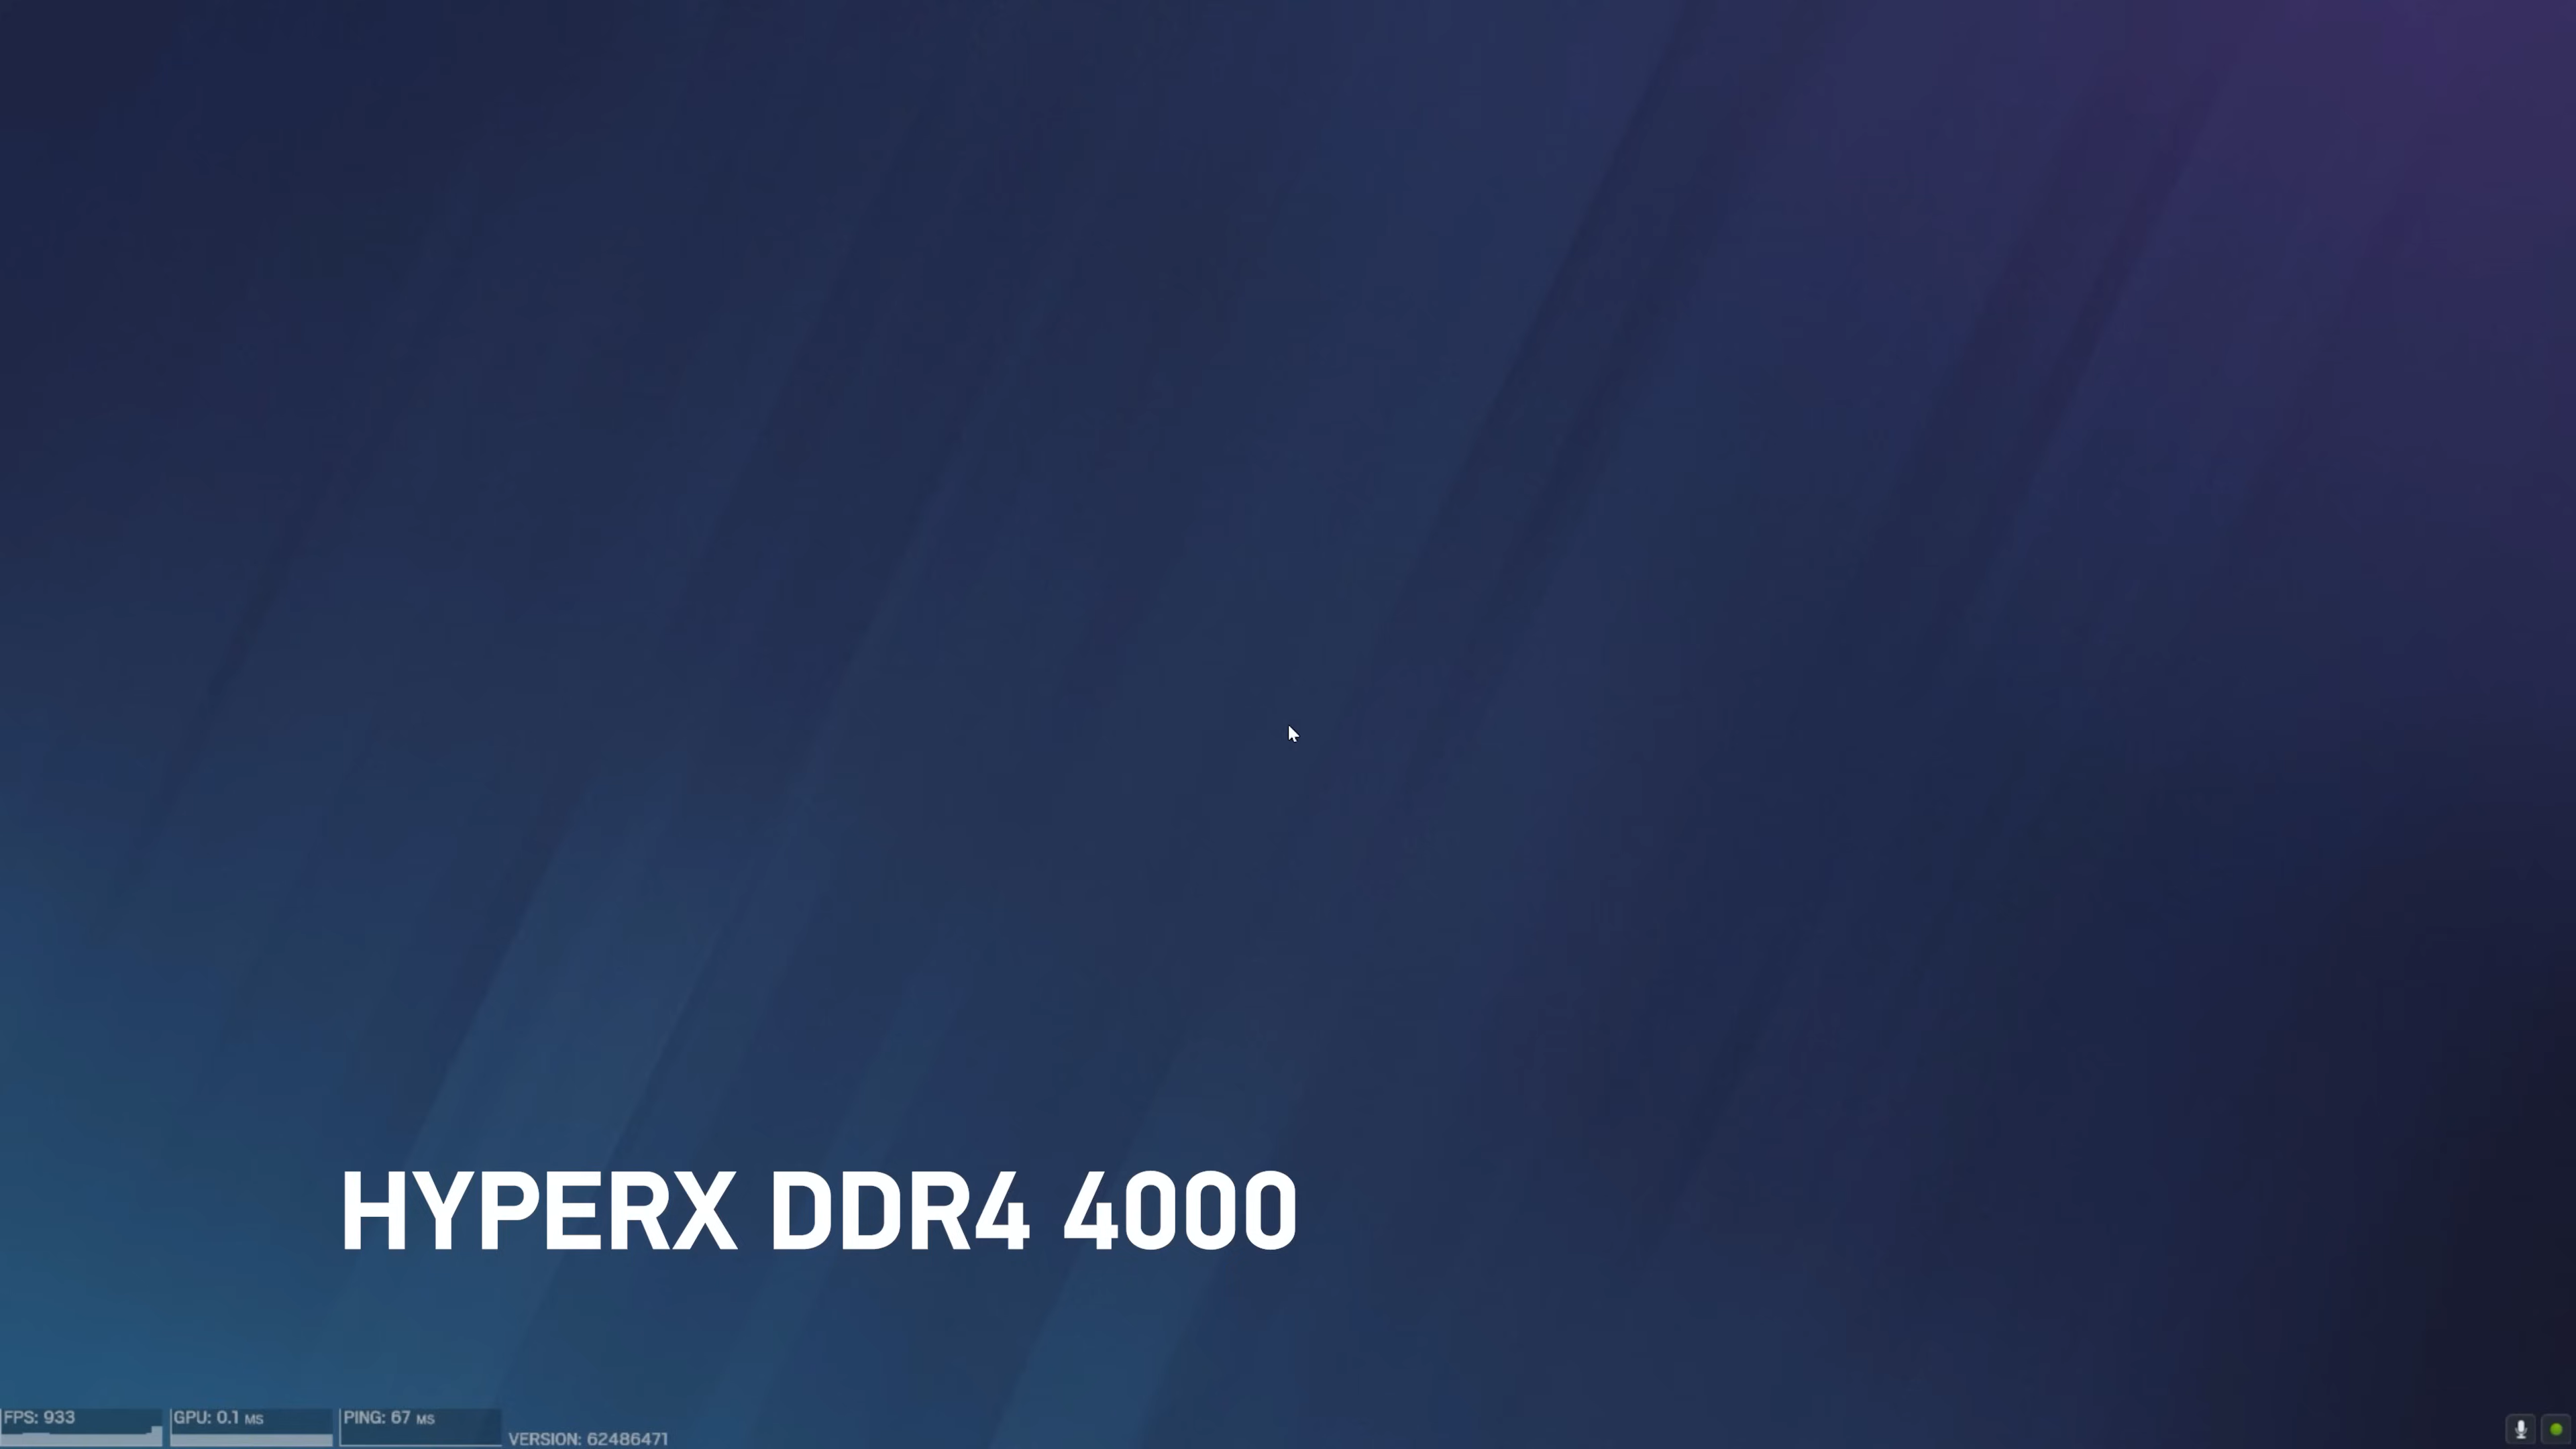 HYPERX DDR4 4000
FPS: 933
GPU: 0.1 MS
PING: 67 MS
VERSION: 62486471